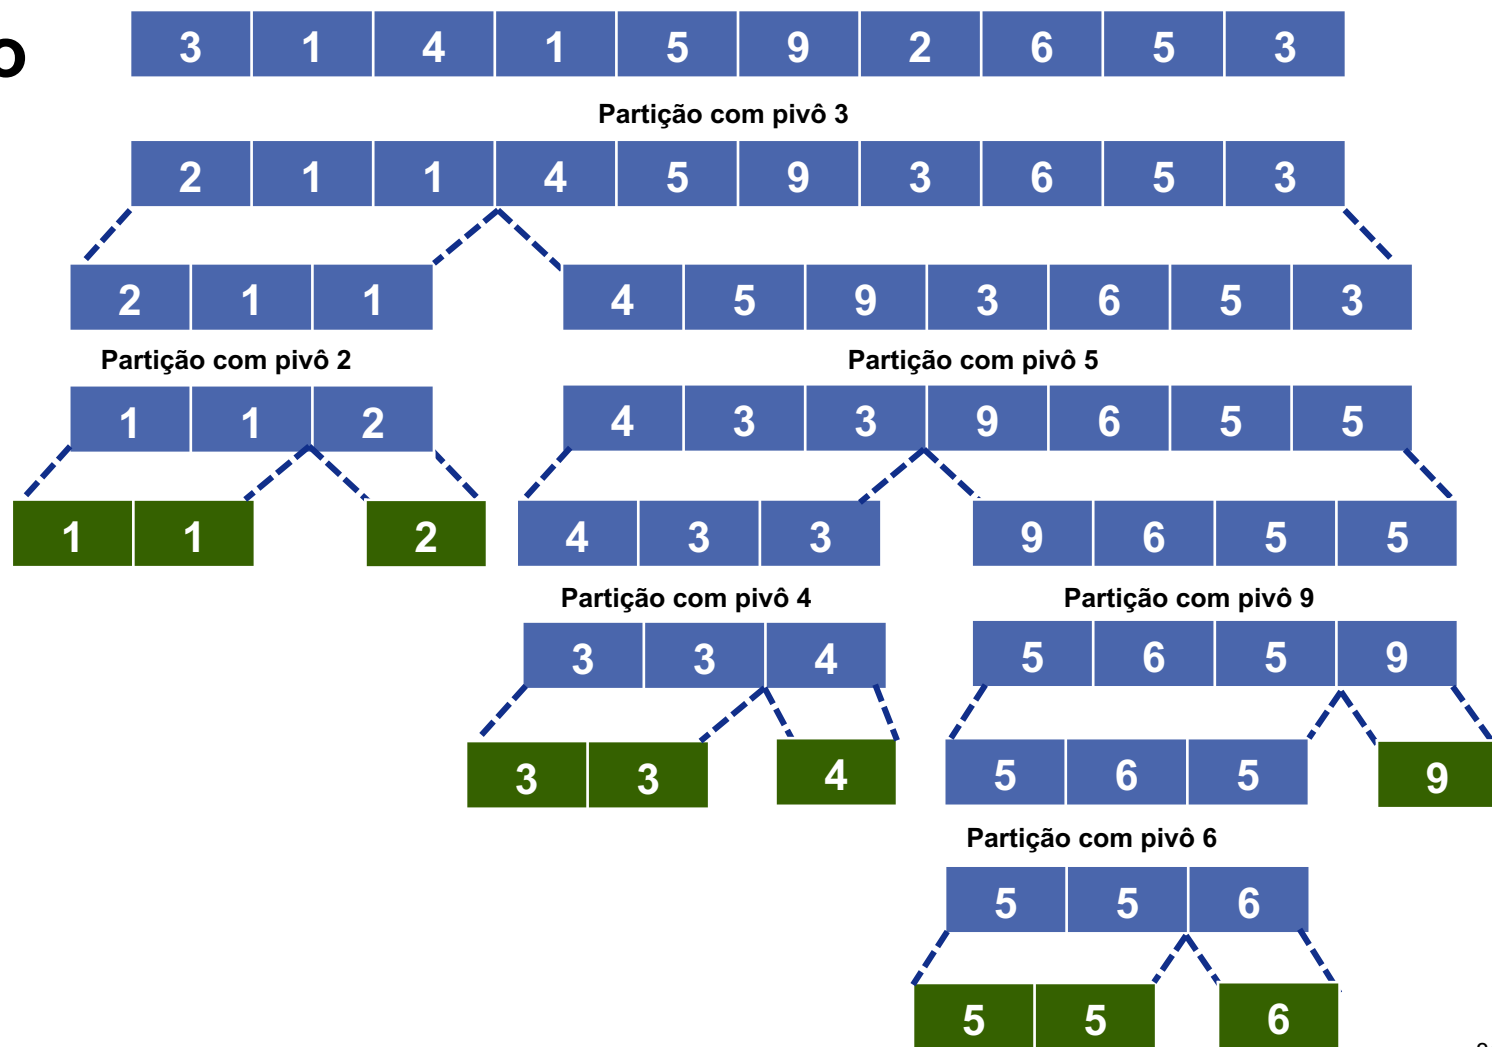 o
3 1 4 1 5 9 2 6 5 3
Partição com pivô 3
2 1 1 4 5 9 3 6 5 3
2 1 1 4 5 9 3 6 5 3
Partição com pivô 2 Partição com pivô 5
1 1 2 4 3 3 9 6 5 5
1 1 2 4 3 3 9 6 5 5
Partição com pivô 4 Partição com pivô 9
3 3 4 5 6 5 9
3 3 4 5 6 5 9
Partição com pivô 6
5 5 6
5 5 6